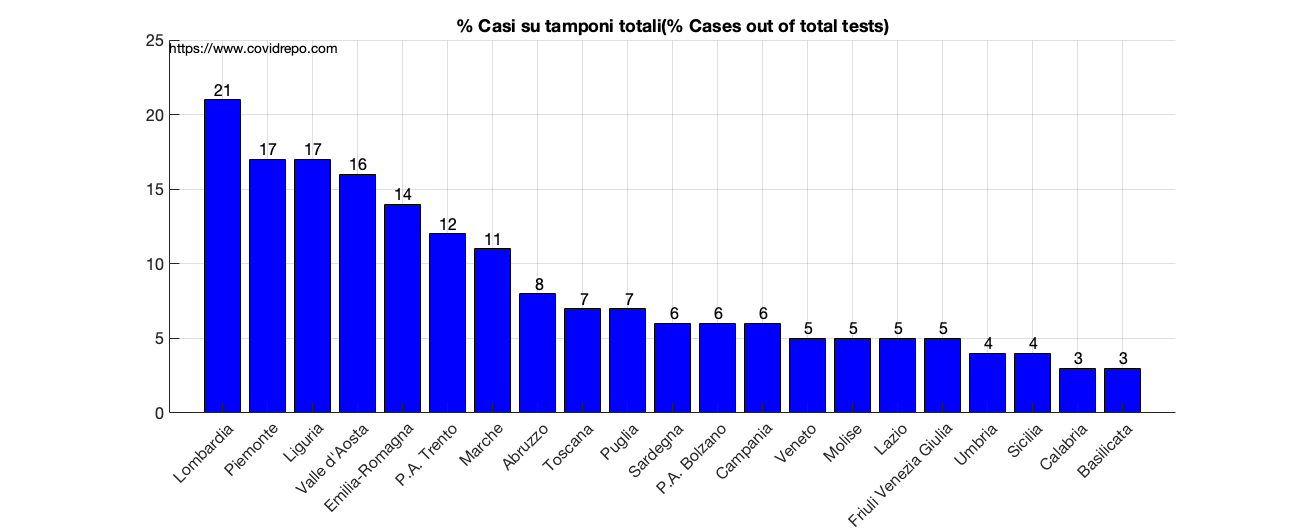 % Casi su tamponi totali(% Cases out of total tests)
https://www.covidrepo.com
25
20
15
10
5
0
21
17
17
16
14
12
11
8
7
7
6
6
6
5
5
5
5
4
4
3
3
Lombardia
Piemonte
Liguria
Valle d'Aosta
Emilia-Romagna
P.A. Trento
Marche
Abruzzo
Toscana
Puglia
Sardegna
P.A. Bolzano
Campania
Veneto
Molise
Lazio
Friuli Venezia Giulia
Umbria
Sicilia
Calabria
Basilicata